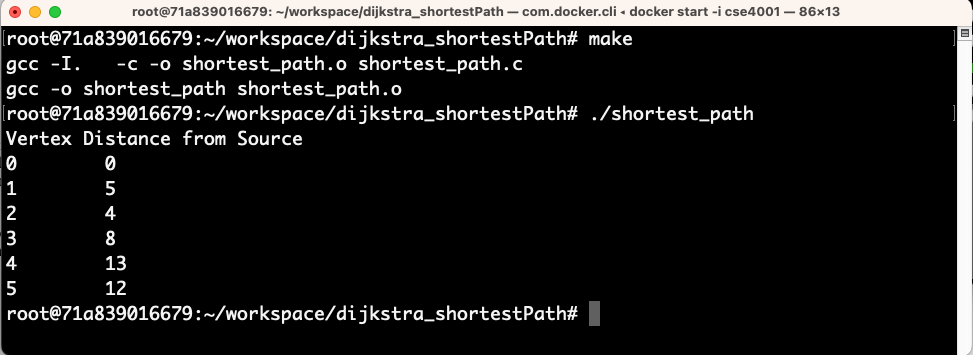 root@71a839016679: ~/workspace/dijkstra_shortestPath — com.docker.cli ◂ docker start -i cse4001 — 86×13
[root@71a839016679:~/workspace/dijkstra_shortestPath# make ]
gcc -I.   -c -o shortest_path.o shortest_path.c
gcc -o shortest_path shortest_path.o
[root@71a839016679:~/workspace/dijkstra_shortestPath# ./shortest_path ]
Vertex Distance from Source
0        0
1        5
2        4
3        8
4        13
5        12
root@71a839016679:~/workspace/dijkstra_shortestPath#